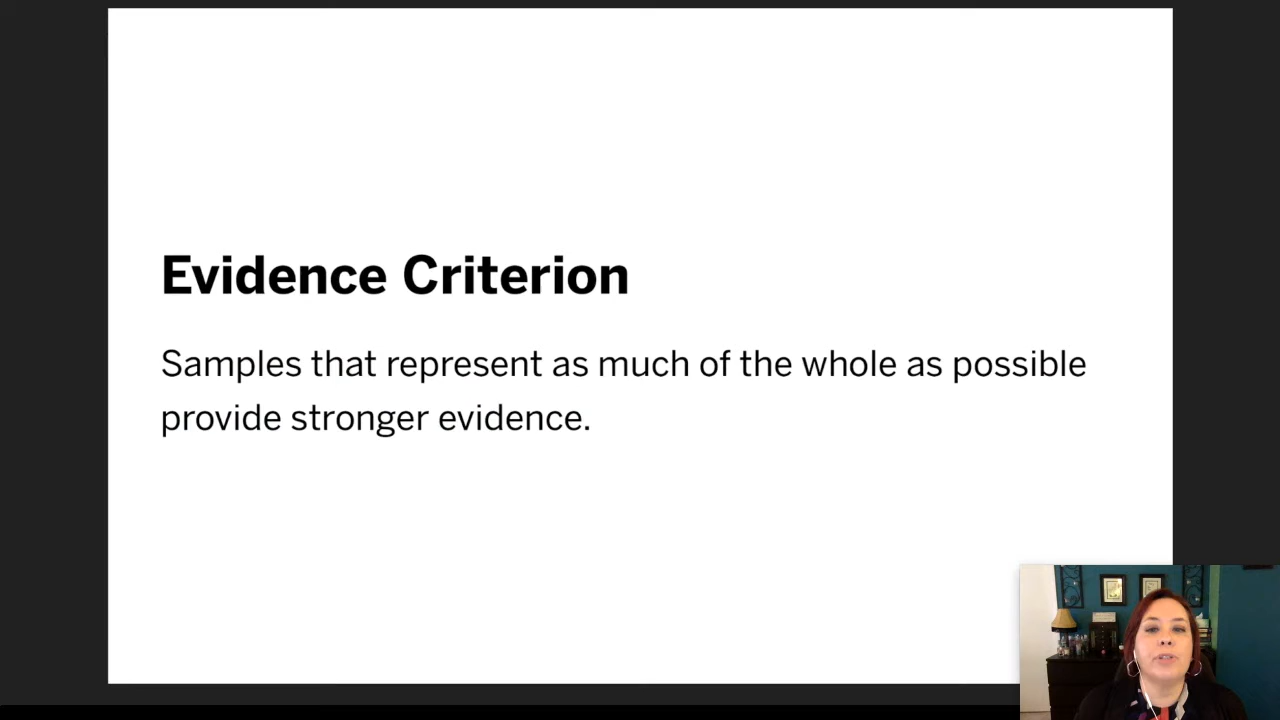 Evidence Criterion
Samples that represent as much of the whole as possible
provide stronger evidence.